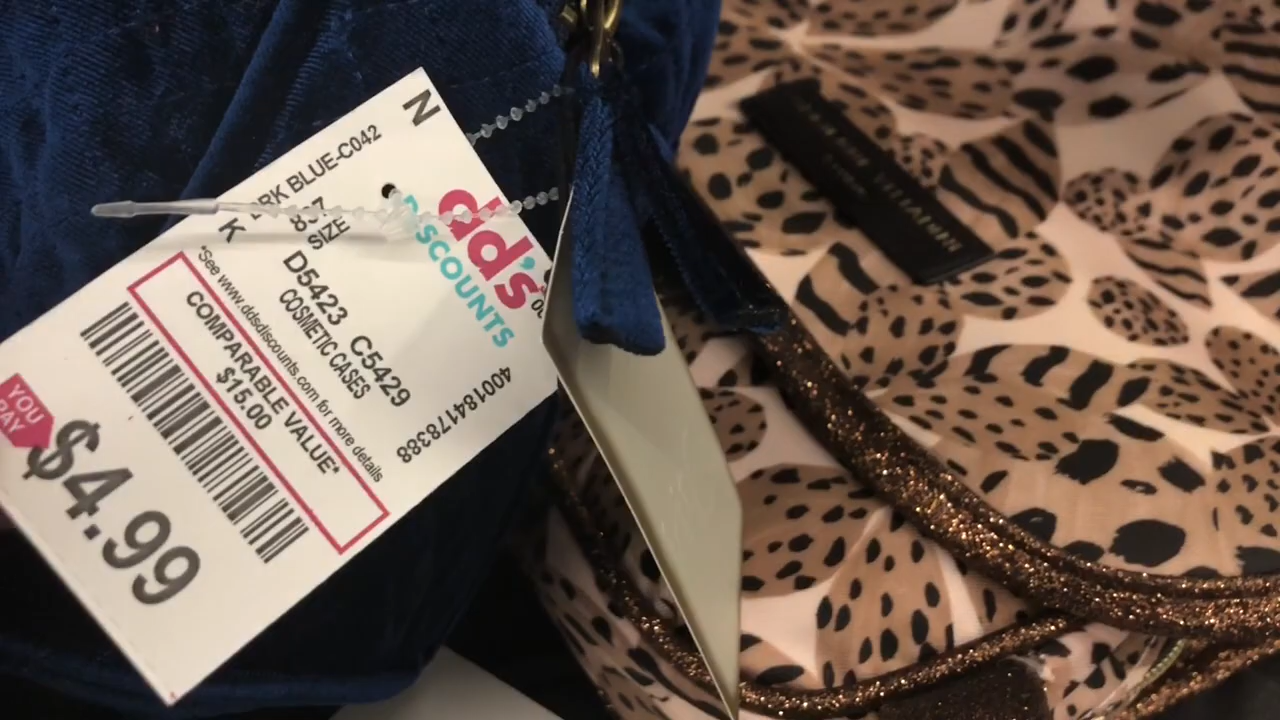 N
dd's
DISCOUNTS
DRK BLUE-C042
K
SIZE
D5423 C5429
COSMETIC CASES
400184178388
*See www.ddsdiscounts.com for more details
COMPARABLE VALUE*
$15.00
YOU
PAY
$4.99